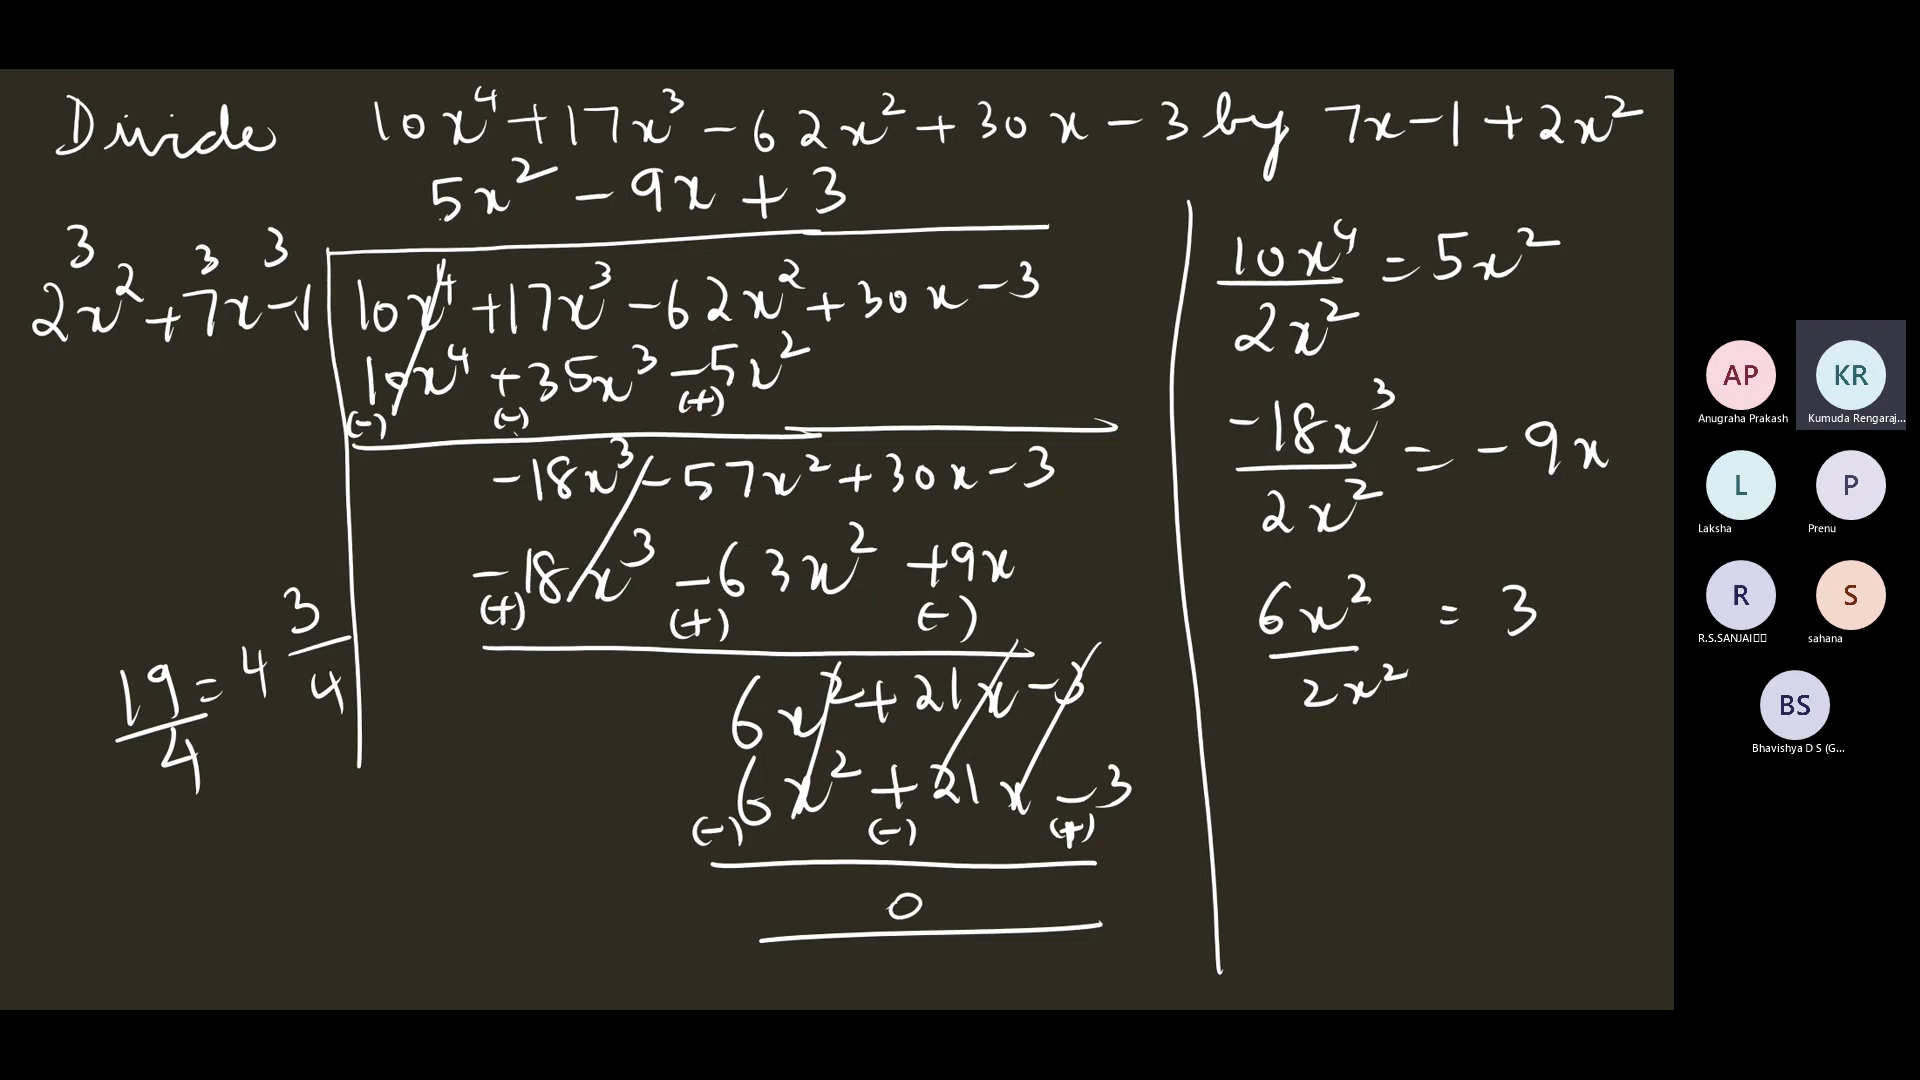 Divide 10x⁴ + 17x³ - 62x² + 30x - 3 by 7x - 1 + 2x²
5x² - 9x + 3
3 3 3
2x² + 7x - 1
10x⁴ + 17x³ - 62x² + 30x - 3
10x⁴ + 35x³ - 5x²
(-) (-) (+)
-18x³ - 57x² + 30x - 3
-18x³ - 63x² + 9x
(+) (+) (-)
6x² + 21x - 3
6x² + 21x - 3
(-) (-) (+)
0
19/4 = 4 3/4
10x⁴/2x² = 5x²
-18x³/2x² = -9x
6x²/2x² = 3
AP KR
Anugraha Prakash Kumuda Rengaraj...
L P
Laksha Prenu
R S
R.S.SANJAI sahana
BS
Bhavishya D S (G...